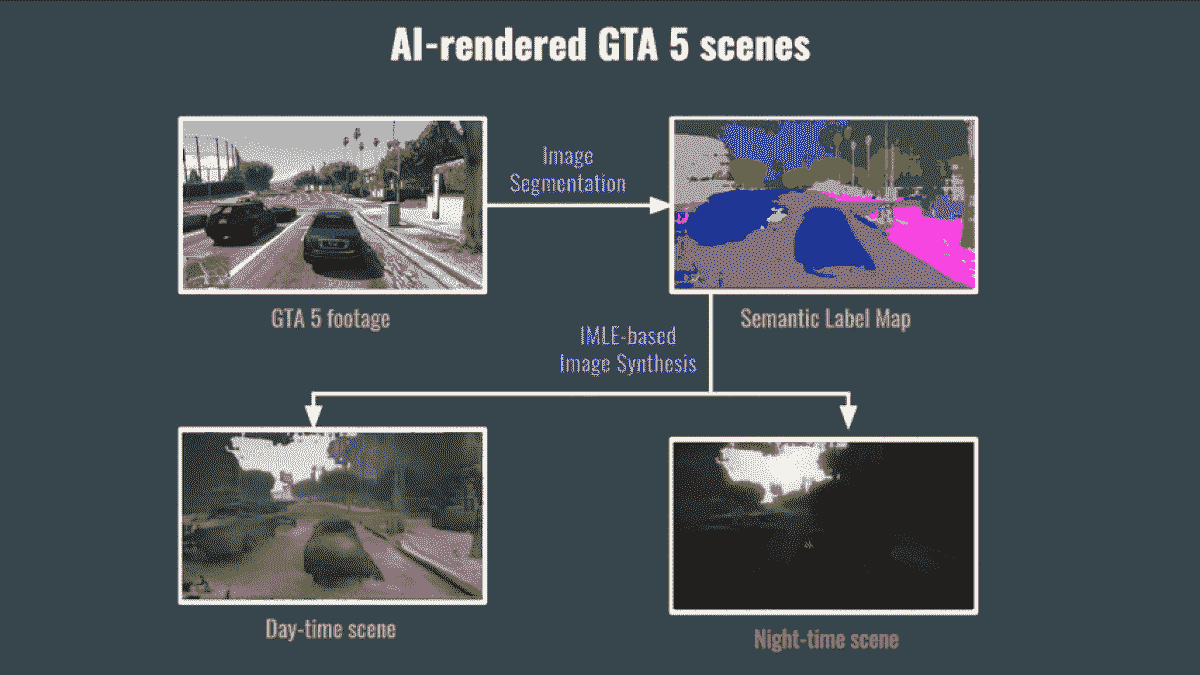 AI-rendered GTA 5 scenes
Image
Segmentation
GTA 5 footage
Semantic Label Map
IMLE-based
Image Synthesis
Day-time scene
Night-time scene